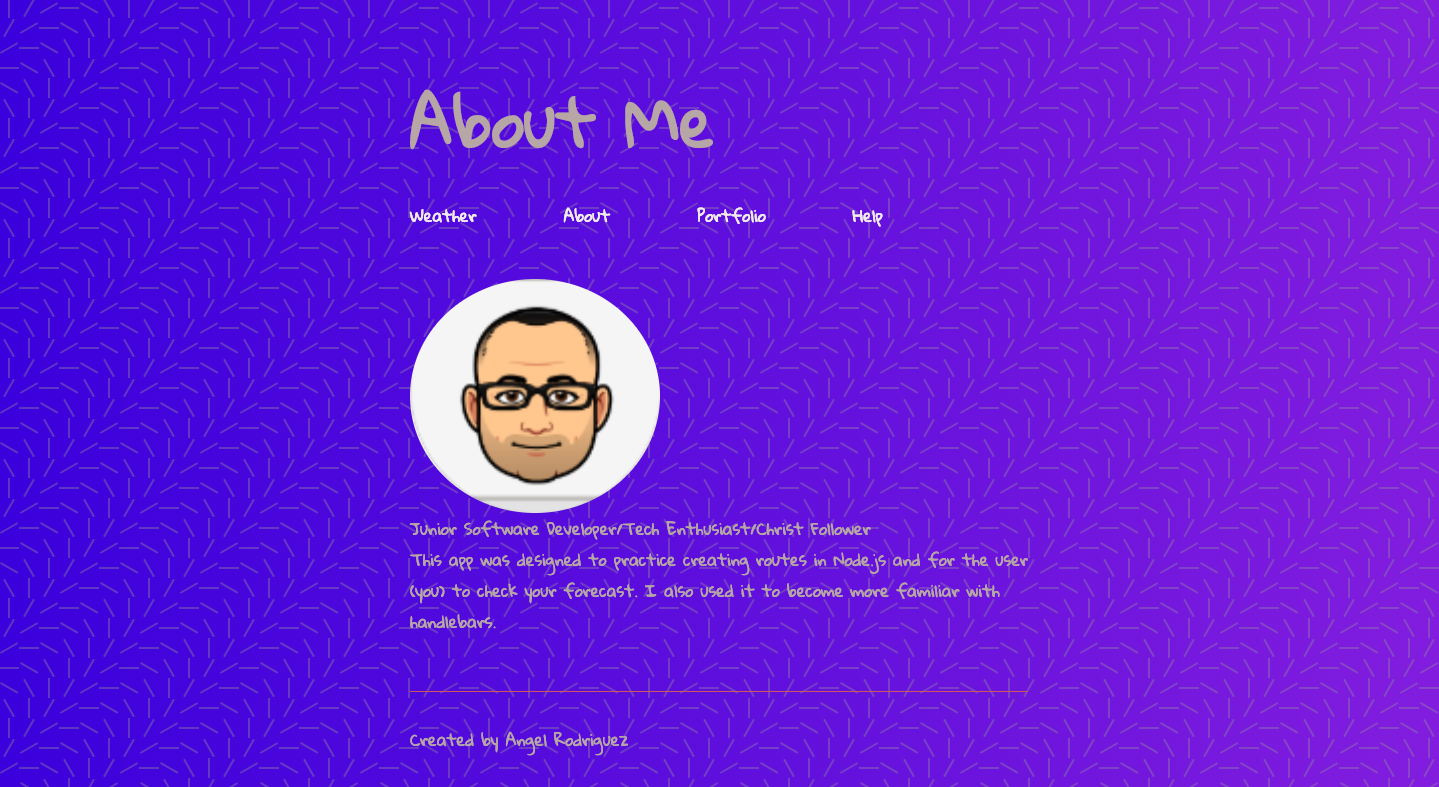 About Me
Weather About Portfolio Help
Junior Software Developer/Tech Enthusiast/Christ Follower
This app was designed to practice creating routes in Node.js and for the user
(you) to check your forecast. I also used it to become more familiar with
handlebars.
Created by Angel Rodriguez